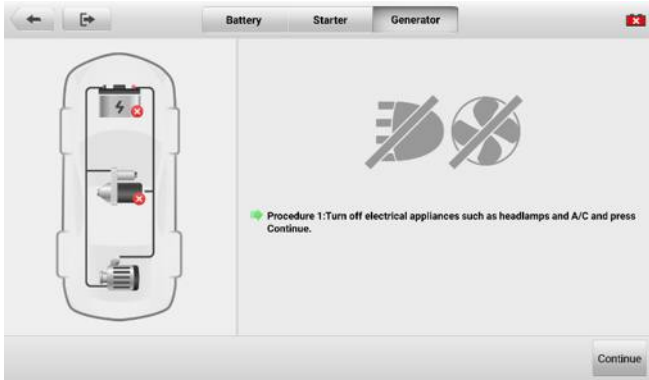 Battery Starter Generator
Procedure 1:Turn off electrical appliances such as headlamps and A/C and press
Continue.
Continue